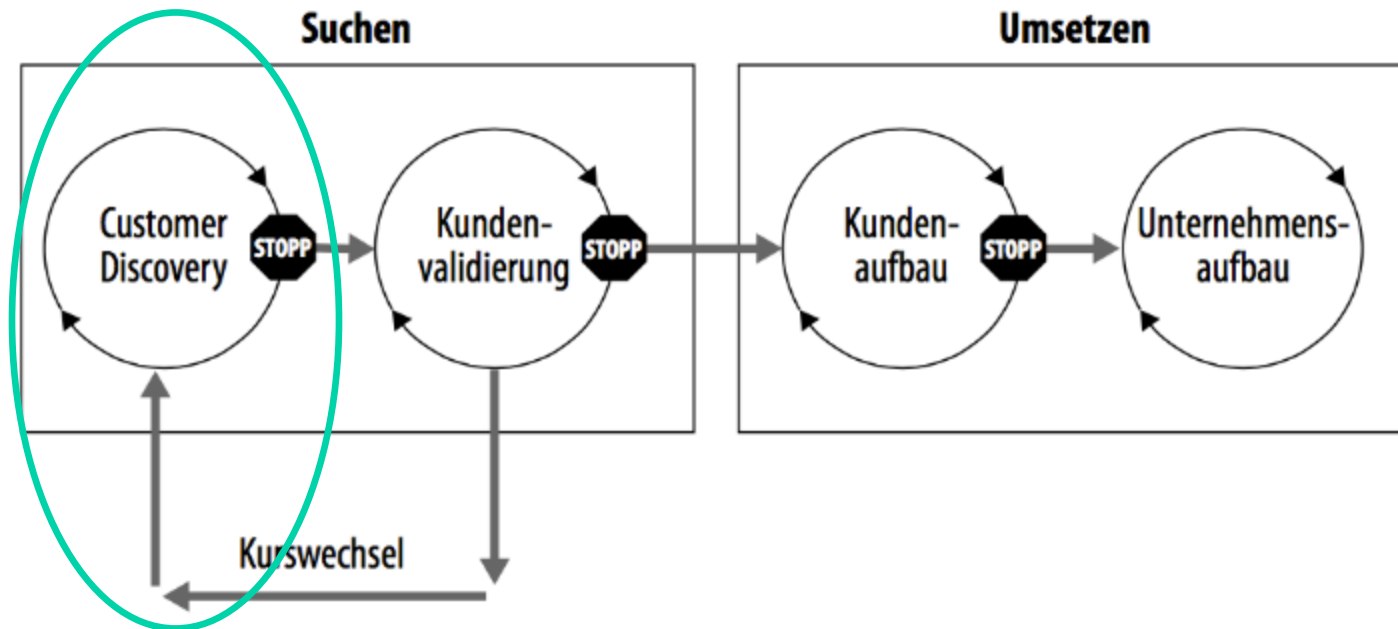 Suchen
Umsetzen
Customer
Discovery
STOPP
Kunden-
validierung
STOPP
Kunden-
aufbau
STOPP
Unternehmens-
aufbau
Kurswechsel